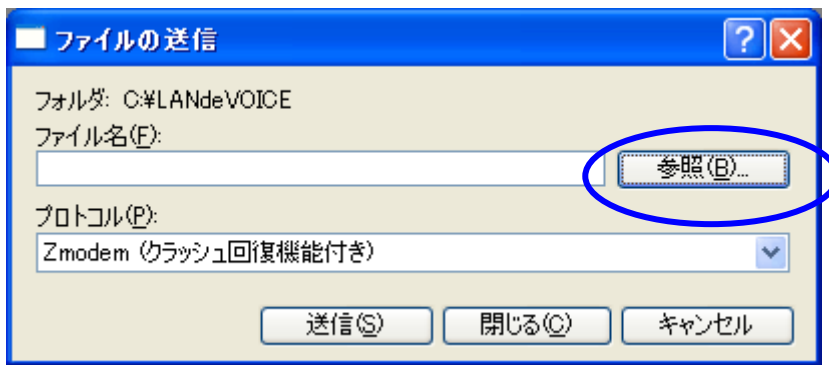 ファイルの送信
フォルダ: C:¥LANdeVOICE
ファイル名(F):
参照(B)...
プロトコル(P):
Zmodem (クラッシュ回復機能付き)
送信(S) 閉じる(C) キャンセル